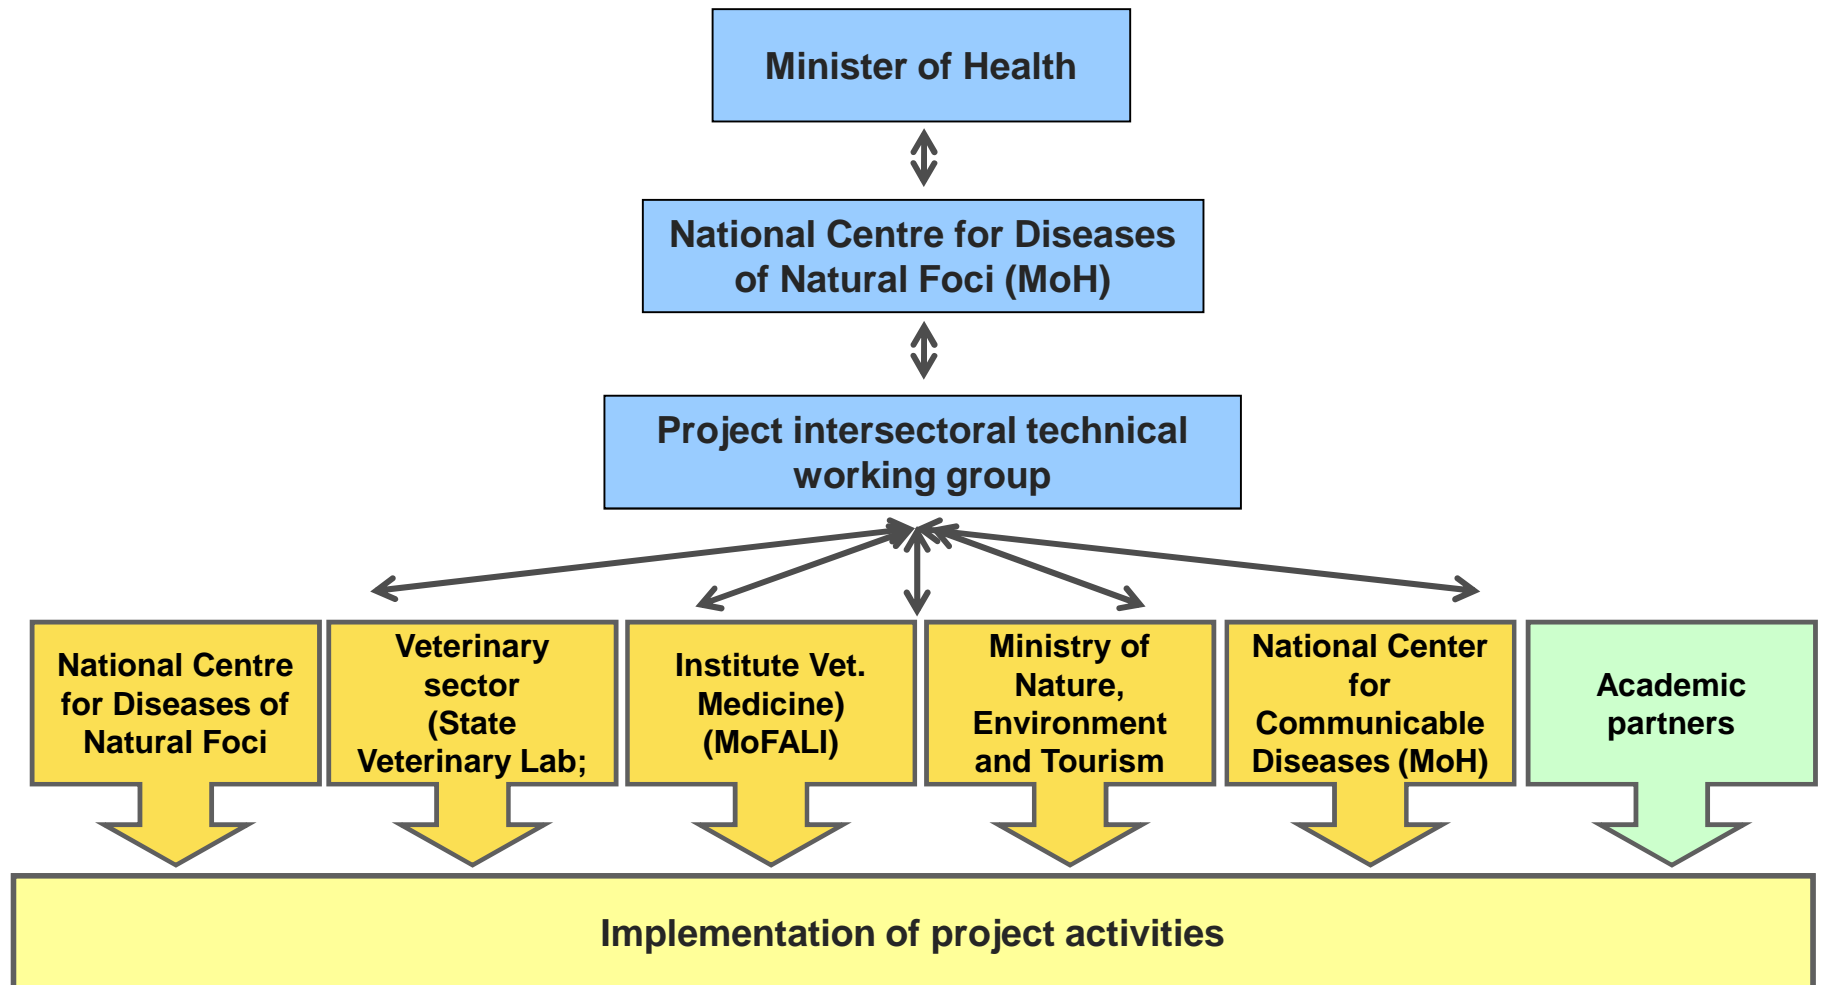 Minister of Health
National Centre for Diseases
of Natural Foci (MoH)
Project intersectoral technical
working group
National Centre
for Diseases of
Natural Foci
Veterinary
sector
(State
Veterinary Lab;
Institute Vet.
Medicine)
(MoFALI)
Ministry of
Nature,
Environment
and Tourism
National Center
for
Communicable
Diseases (MoH)
Academic
partners
Implementation of project activities